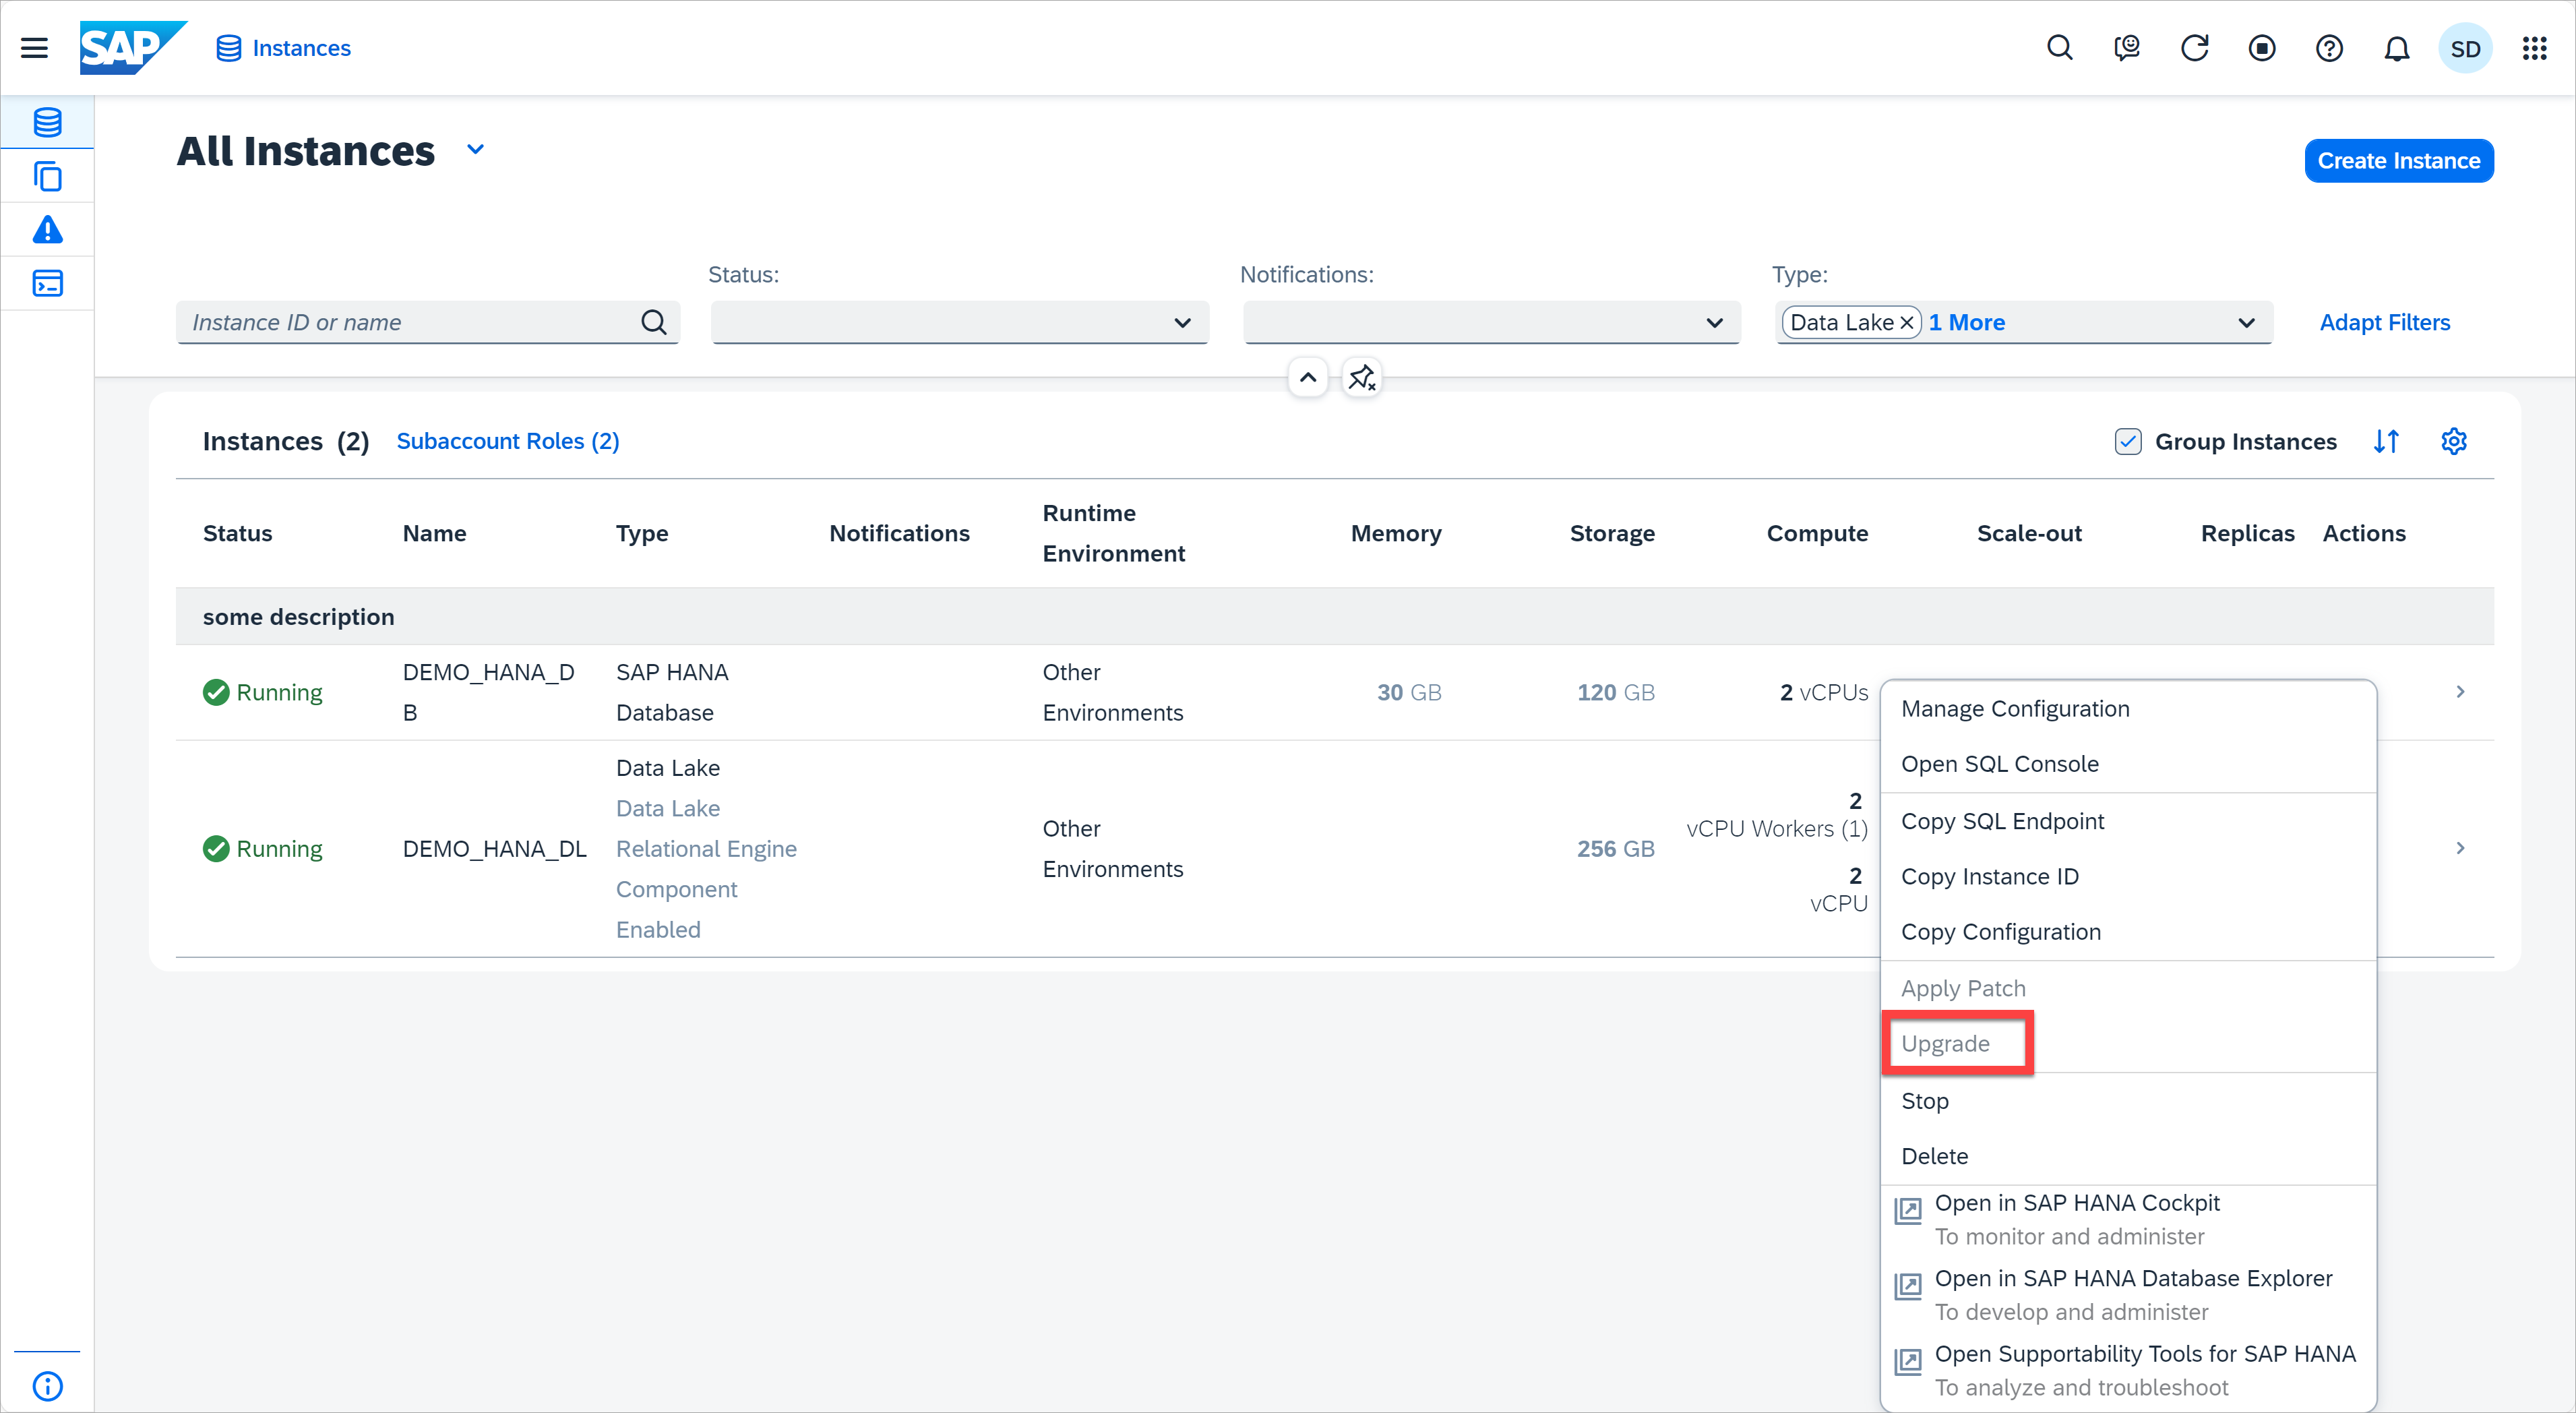 SAP
Instances
SD
All Instances
Create Instance
Status:
Notifications:
Type:
Instance ID or name
Data Lake
1 More
Adapt Filters
Instances (2)
Subaccount Roles (2)
Group Instances
Status
Name
Type
Notifications
Runtime
Environment
Memory
Storage
Compute
Scale-out
Replicas
Actions
some description
Running
DEMO_HANA_D
B
SAP HANA
Database
Other
Environments
30 GB
120 GB
2 vCPUs
Running
DEMO_HANA_DL
Data Lake
Data Lake
Relational Engine
Component
Enabled
Other
Environments
256 GB
2
vCPU Workers (1)
2
vCPU
Manage Configuration
Open SQL Console
Copy SQL Endpoint
Copy Instance ID
Copy Configuration
Apply Patch
Upgrade
Stop
Delete
Open in SAP HANA Cockpit
To monitor and administer
Open in SAP HANA Database Explorer
To develop and administer
Open Supportability Tools for SAP HANA
To analyze and troubleshoot